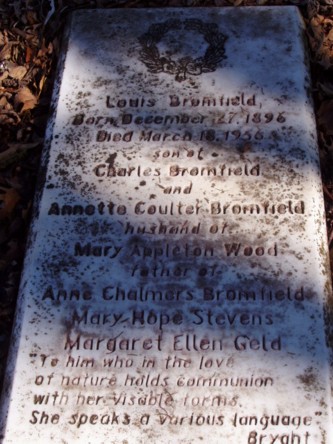 Louis Bromfield,
Born December 27, 1896
Died March 18, 1956
son of
Charles Bromfield
and
Annette Coulter Bromfield
husband of
Mary Appleton Wood
father of
Anne Chalmers Bromfield
Mary Hope Stevens
Margaret Ellen Geld
"To him who in the love
of nature holds communion
with her visible forms,
She speaks a various language"
Bryant